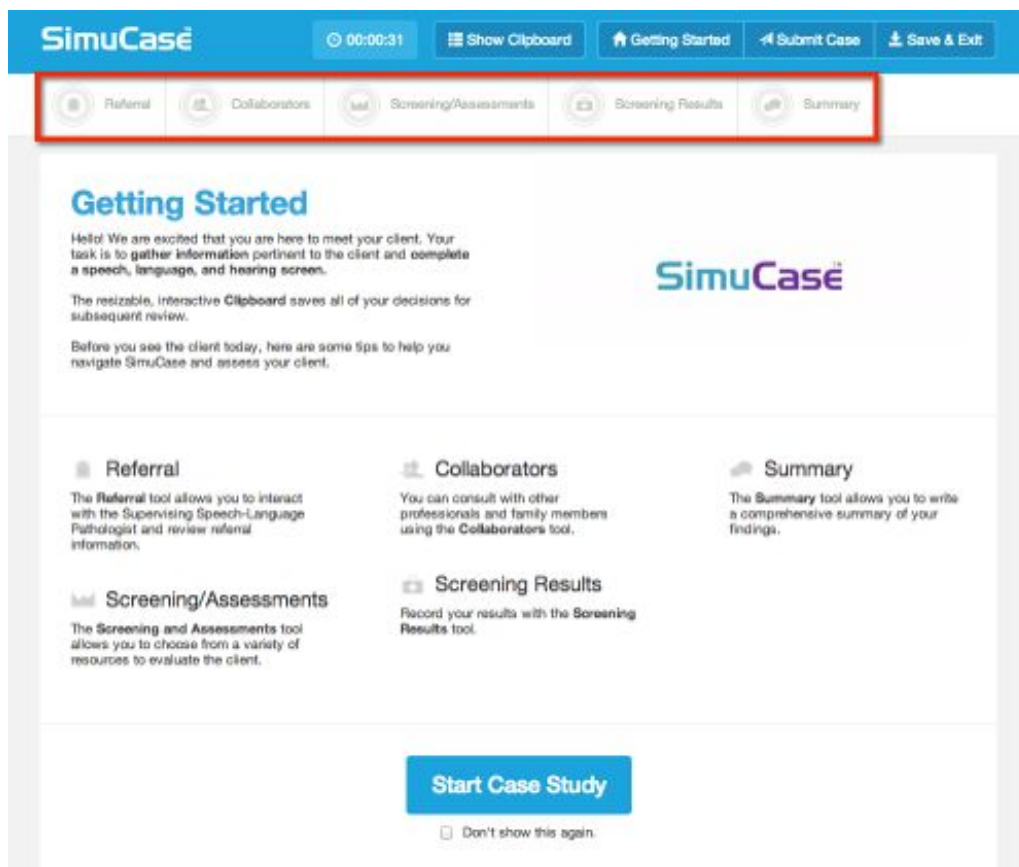 SimuCase
00:00:31
Show Clipboard
Getting Started
Submit Case
Save & Exit
Referral
Collaborators
Screening/Assessments
Screening Results
Summary
Getting Started
Hello! We are excited that you are here to meet your client. Your
task is to gather information pertinent to the client and complete
a speech, language, and hearing screen.
The resizable, interactive Clipboard saves all of your decisions for
subsequent review.
Before you see the client today, here are some tips to help you
navigate SimuCase and assess your client.
SimuCase
Referral
The Referral tool allows you to interact
with the Supervising Speech-Language
Pathologist and review referral
information.
Collaborators
You can consult with other
professionals and family members
using the Collaborators tool.
Summary
The Summary tool allows you to write
a comprehensive summary of your
findings.
Screening/Assessments
The Screening and Assessments tool
allows you to choose from a variety of
resources to evaluate the client.
Screening Results
Record your results with the Screening
Results tool.
Start Case Study
Don't show this again.